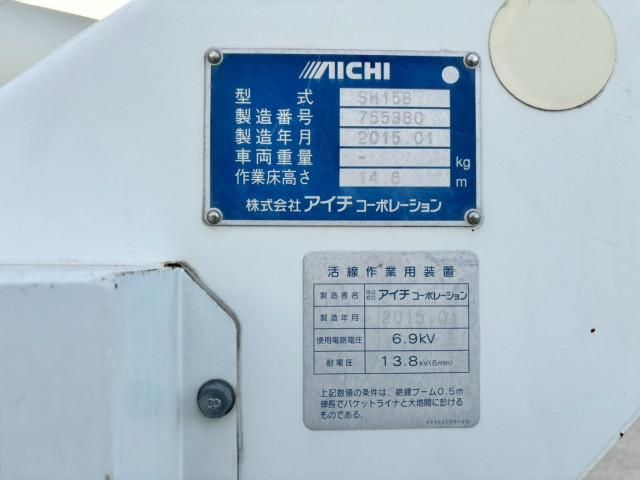 AICHI
型式 SH15B
製造番号 755380
製造年月 2015.01
車両重量 - kg
作業床高さ 14.6 m
株式会社アイチコーポレーション
活線作業用装置
製造者名 株式会社アイチコーポレーション
製造年月 2015.01
使用電路電圧 6.9kV
耐電圧 13.8kV(5min)
上記数値の条件は、絶縁ブーム0.5m
伸長でバケットライナと大地間に於ける
ものである。
8